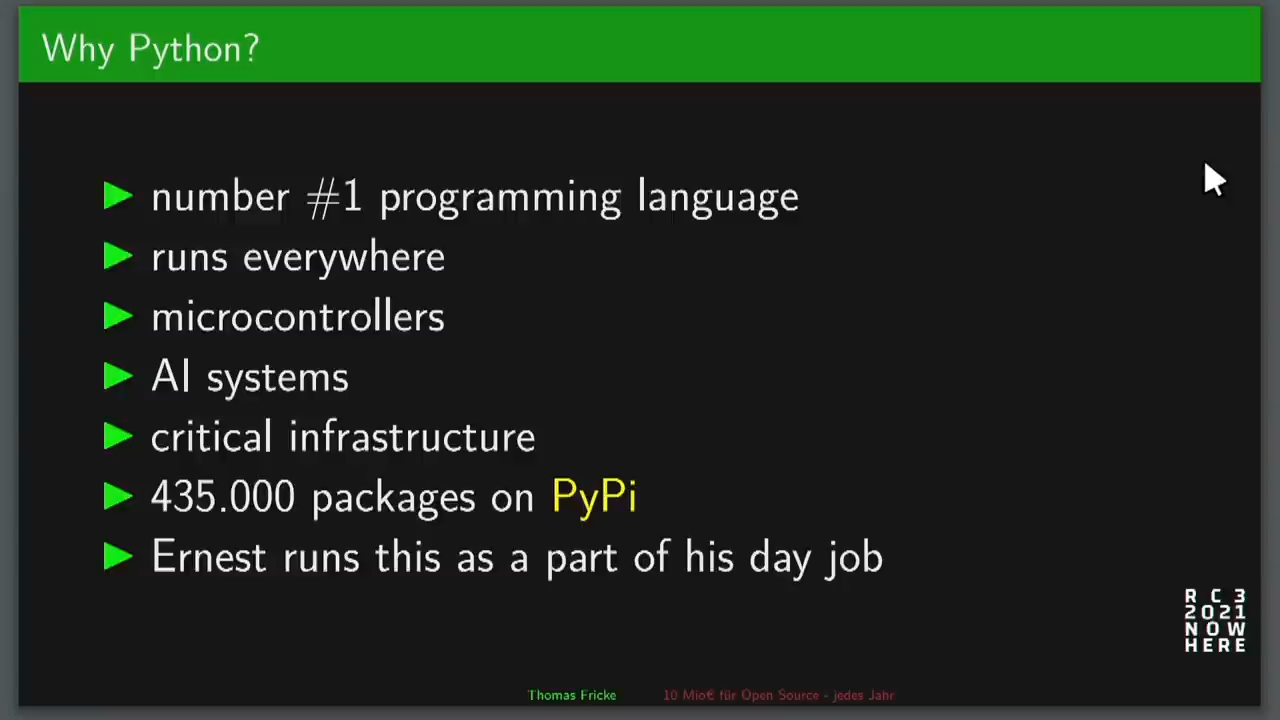 Why Python?
number #1 programming language
runs everywhere
microcontrollers
AI systems
critical infrastructure
435.000 packages on PyPi
Ernest runs this as a part of his day job
R C 3
2021
NOW
HERE
Thomas Fricke 10 Mio€ für Open Source - jedes Jahr